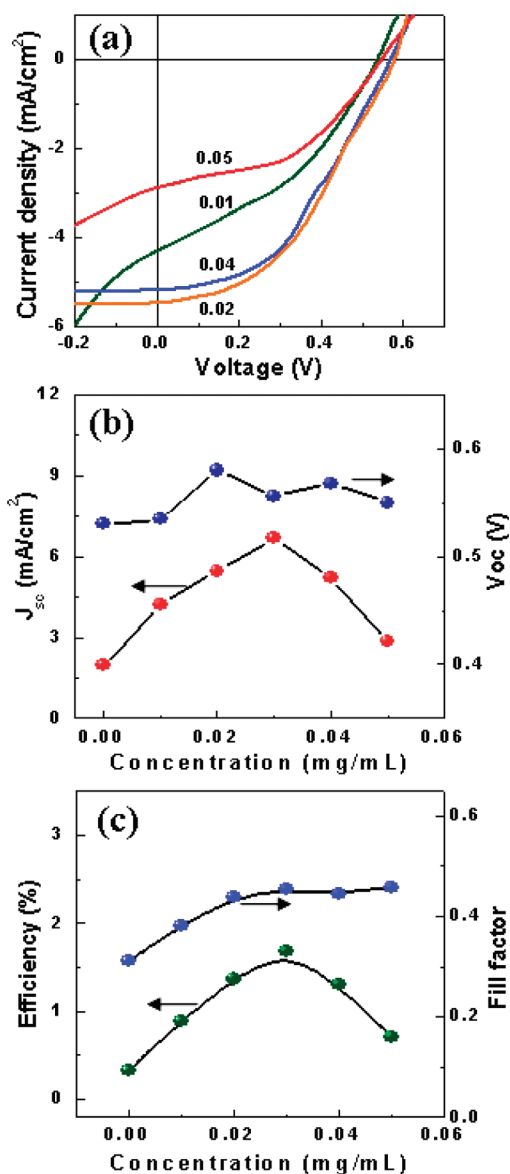 (a)
Current density (mA/cm²)
0
-2
-4
-6
0.05
0.01
0.04
0.02
-0.2 0.0 0.2 0.4 0.6
Voltage (V)
(b)
J_sc (mA/cm²)
12
9
6
3
0
Voc (V)
0.6
0.5
0.4
0.00 0.02 0.04 0.06
Concentration (mg/mL)
(c)
Efficiency (%)
3
2
1
0
Fill factor
0.6
0.4
0.2
0.0
0.00 0.02 0.04 0.06
Concentration (mg/mL)